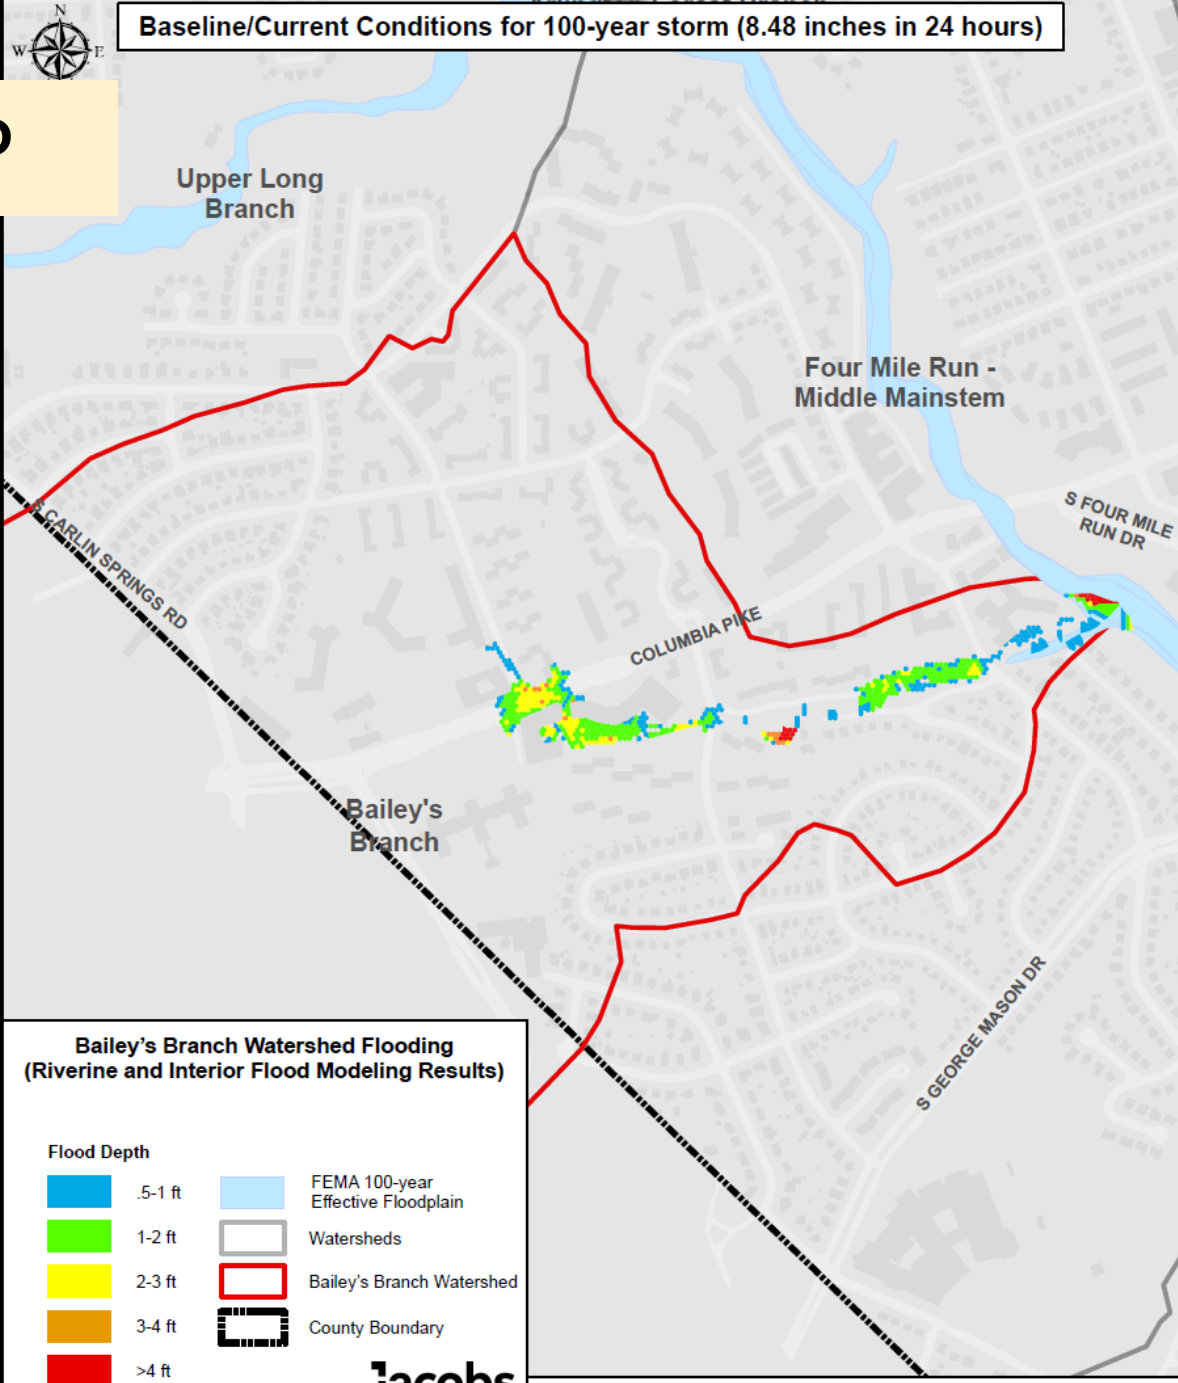 N
W E
Baseline/Current Conditions for 100-year storm (8.48 inches in 24 hours)
Upper Long
Branch
Four Mile Run -
Middle Mainstem
S FOUR MILE
RUN DR
S CARLIN SPRINGS RD
COLUMBIA PIKE
Bailey's
Branch
S GEORGE MASON DR
Bailey’s Branch Watershed Flooding
(Riverine and Interior Flood Modeling Results)
Flood Depth
.5-1 ft
1-2 ft
2-3 ft
3-4 ft
>4 ft
FEMA 100-year
Effective Floodplain
Watersheds
Bailey’s Branch Watershed
County Boundary
Jacobs